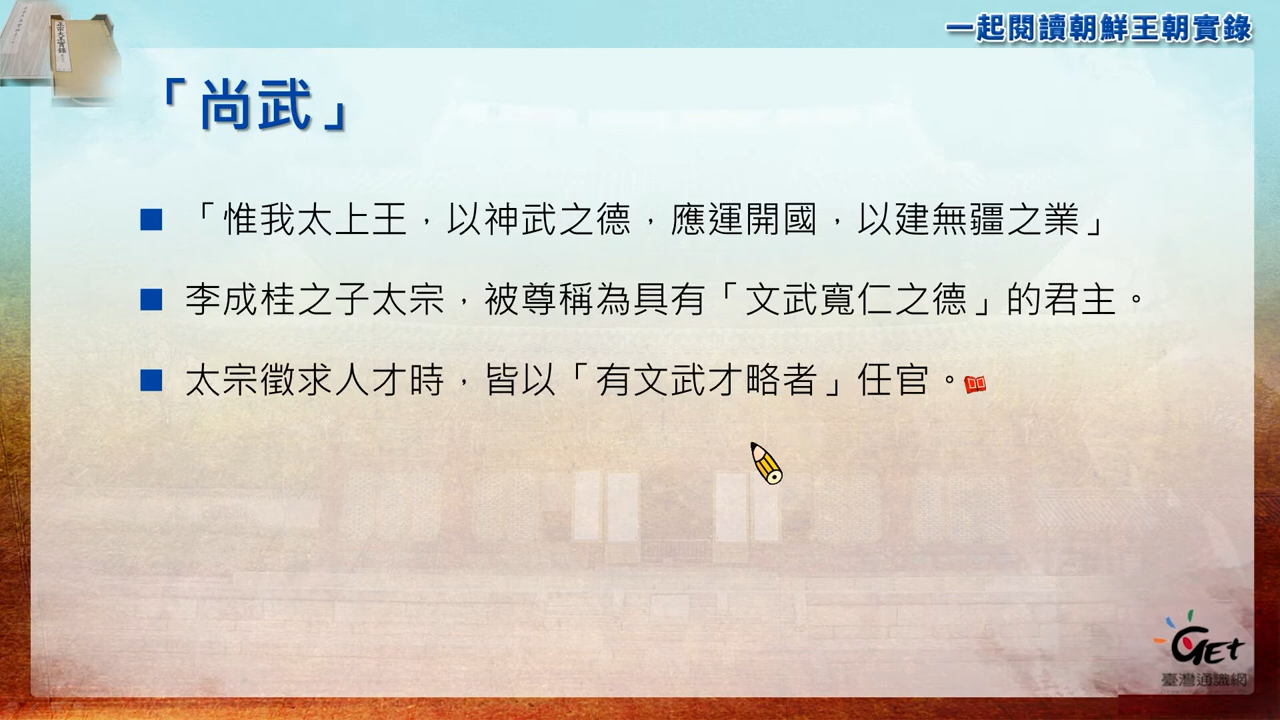 一起閱讀朝鮮王朝實錄
「尚武」
「惟我太上王，以神武之德，應運開國，以建無疆之業」
李成桂之子太宗，被尊稱為具有「文武寬仁之德」的君主。
太宗徵求人才時，皆以「有文武才略者」任官。
GET
臺灣通識網